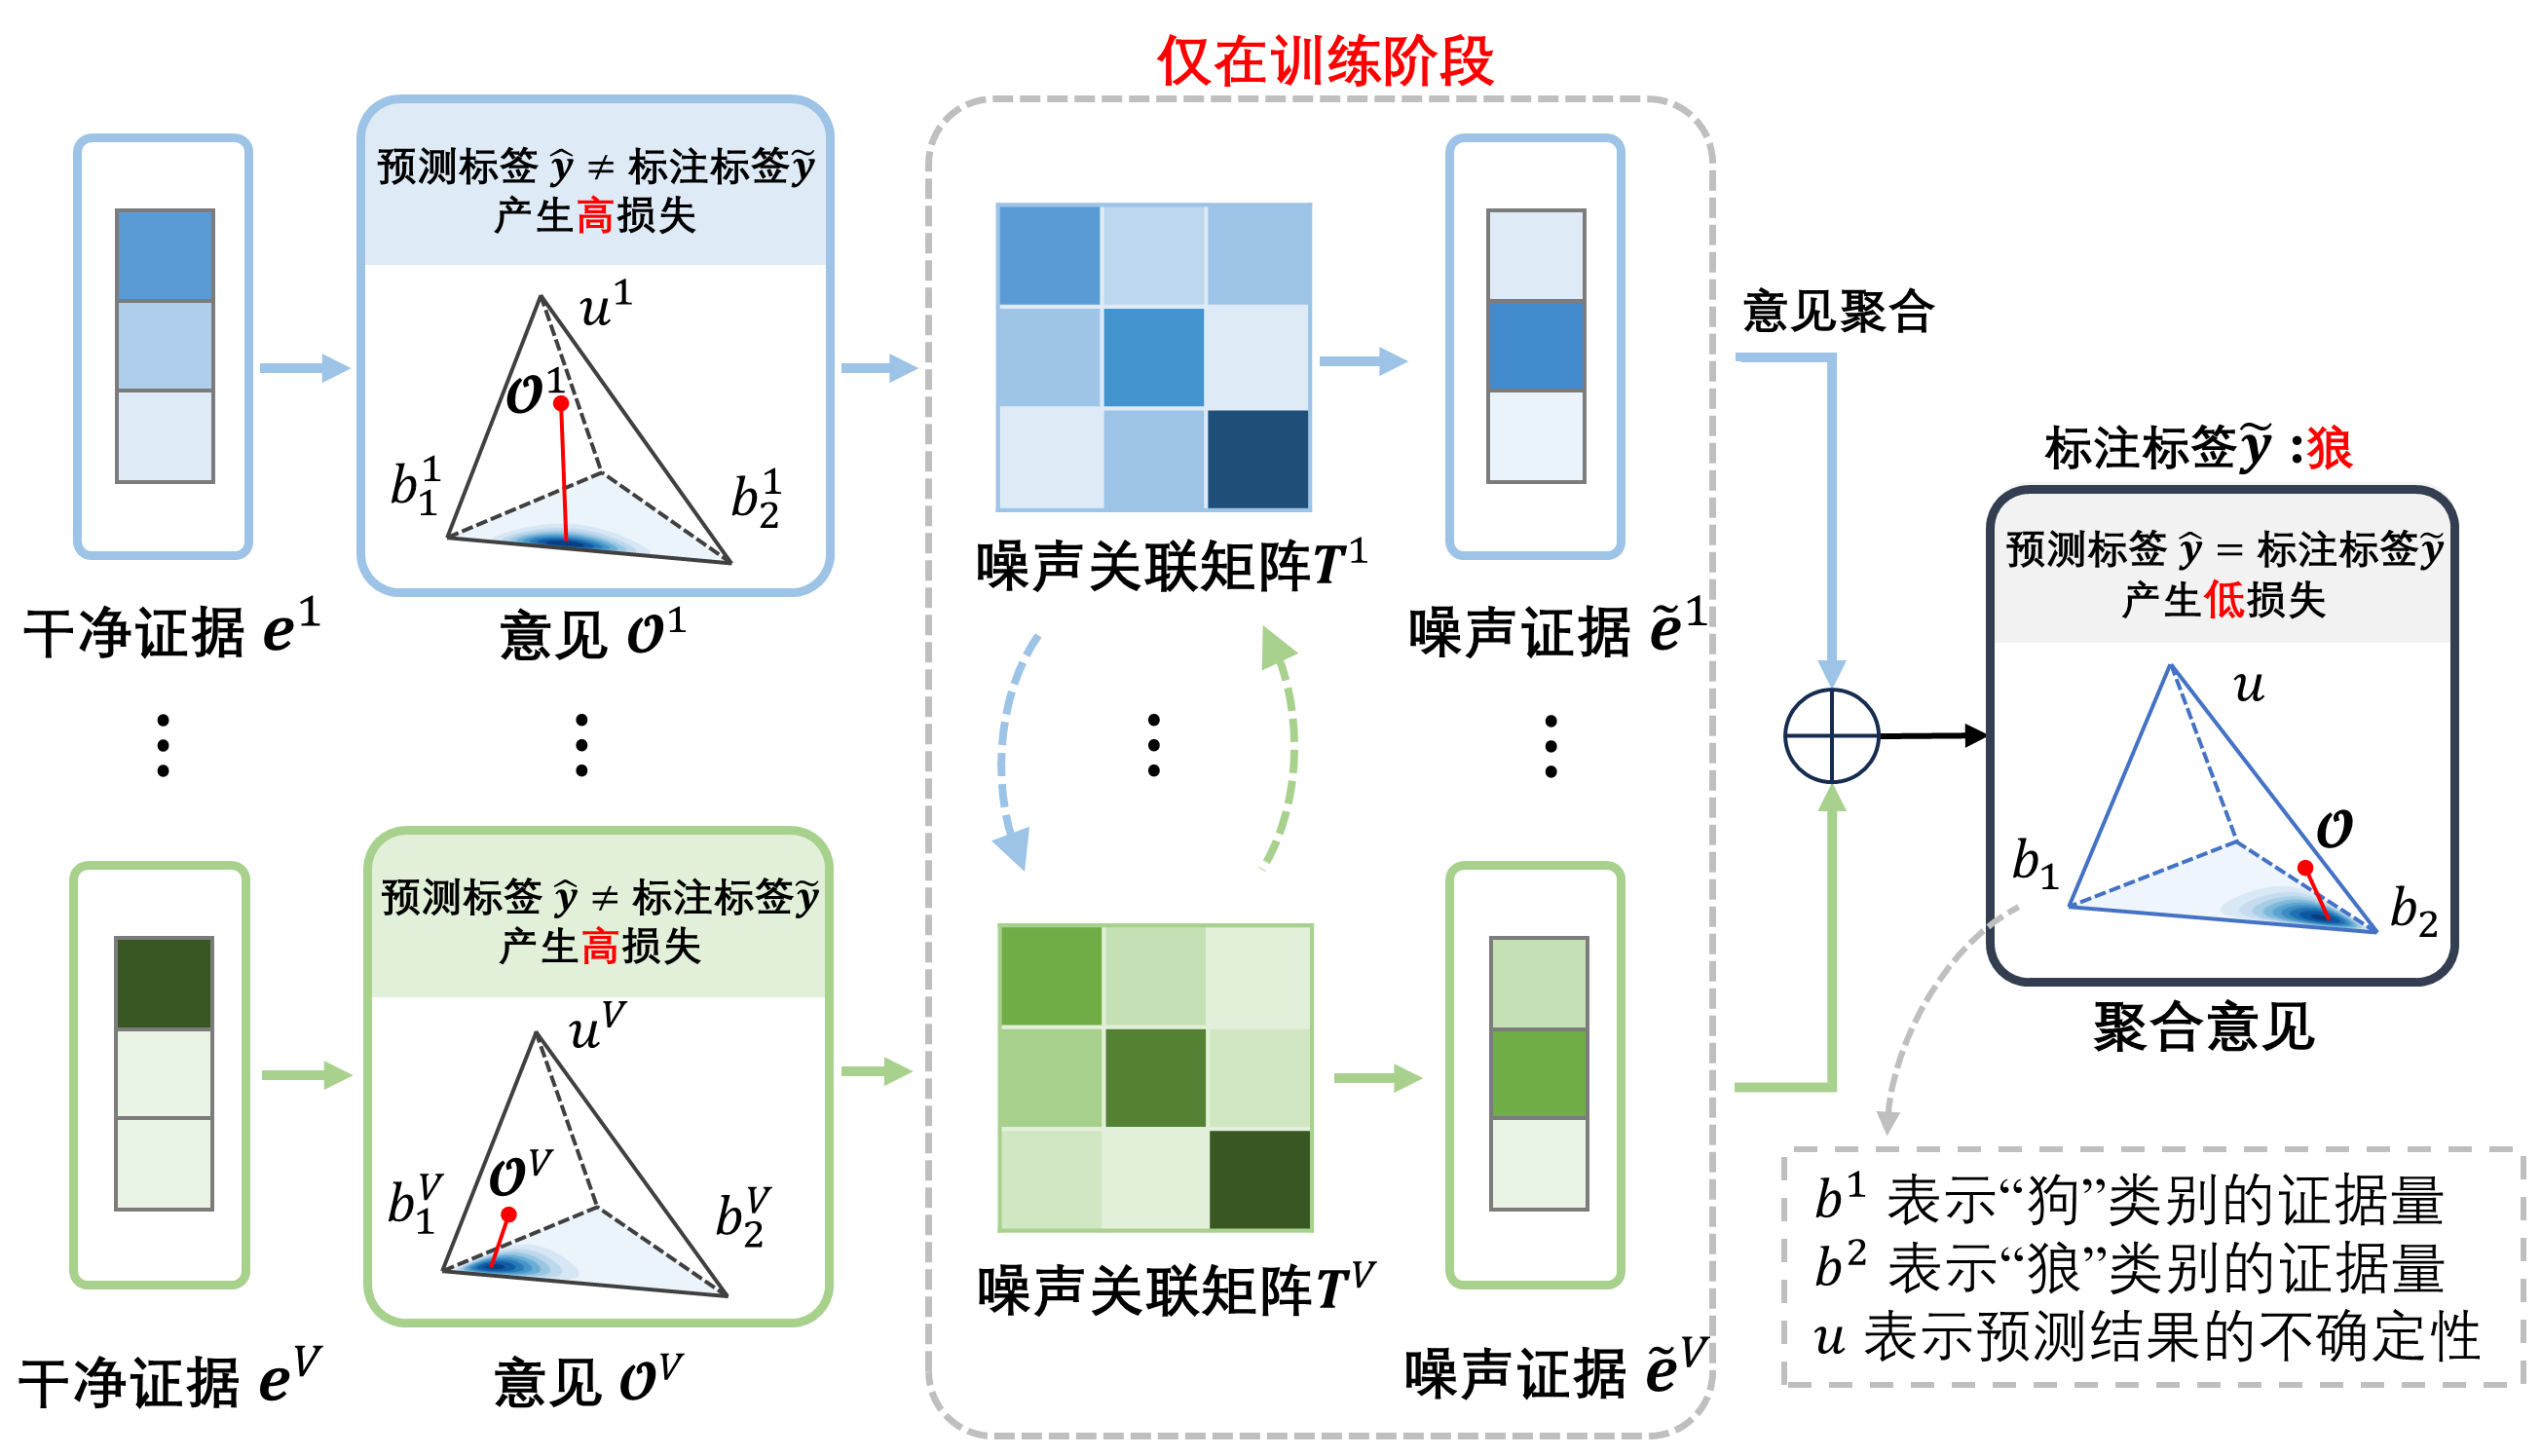 仅在训练阶段
预测标签 ŷ ≠ 标注标签ỹ
产生高损失
u¹
𝒪¹
b₁¹
b₂¹
干净证据 e¹
意见 𝒪¹
噪声关联矩阵T¹
噪声证据 ẽ¹
意见聚合
预测标签 ŷ ≠ 标注标签ỹ
产生高损失
u^V
𝒪^V
b₁^V
b₂^V
干净证据 e^V
意见 𝒪^V
噪声关联矩阵T^V
噪声证据 ẽ^V
标注标签ỹ :狼
预测标签 ŷ = 标注标签ỹ
产生低损失
u
𝒪
b₁
b₂
聚合意见
b¹ 表示“狗”类别的证据量
b² 表示“狼”类别的证据量
u 表示预测结果的不确定性